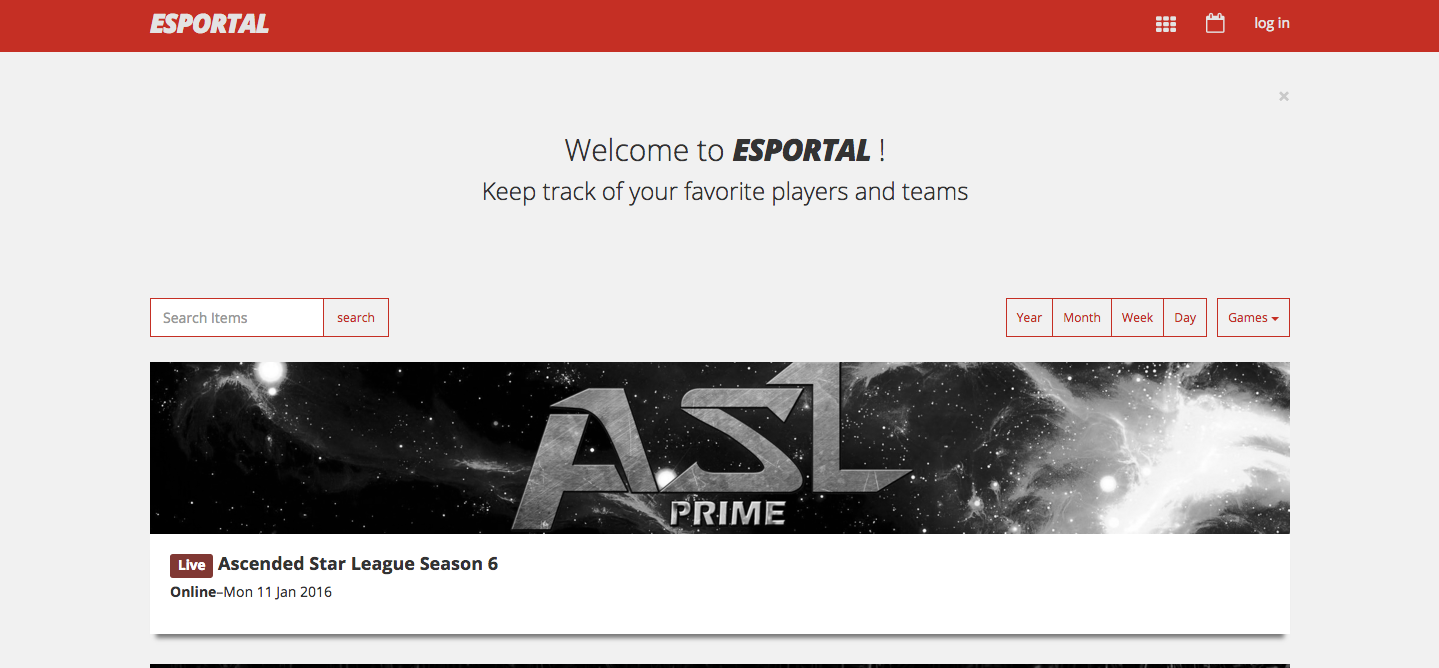 ESPORTAL
log in
×
Welcome to ESPORTAL !
Keep track of your favorite players and teams
Search Items
search
Year
Month
Week
Day
Games
ASL
PRIME
Live Ascended Star League Season 6
Online–Mon 11 Jan 2016